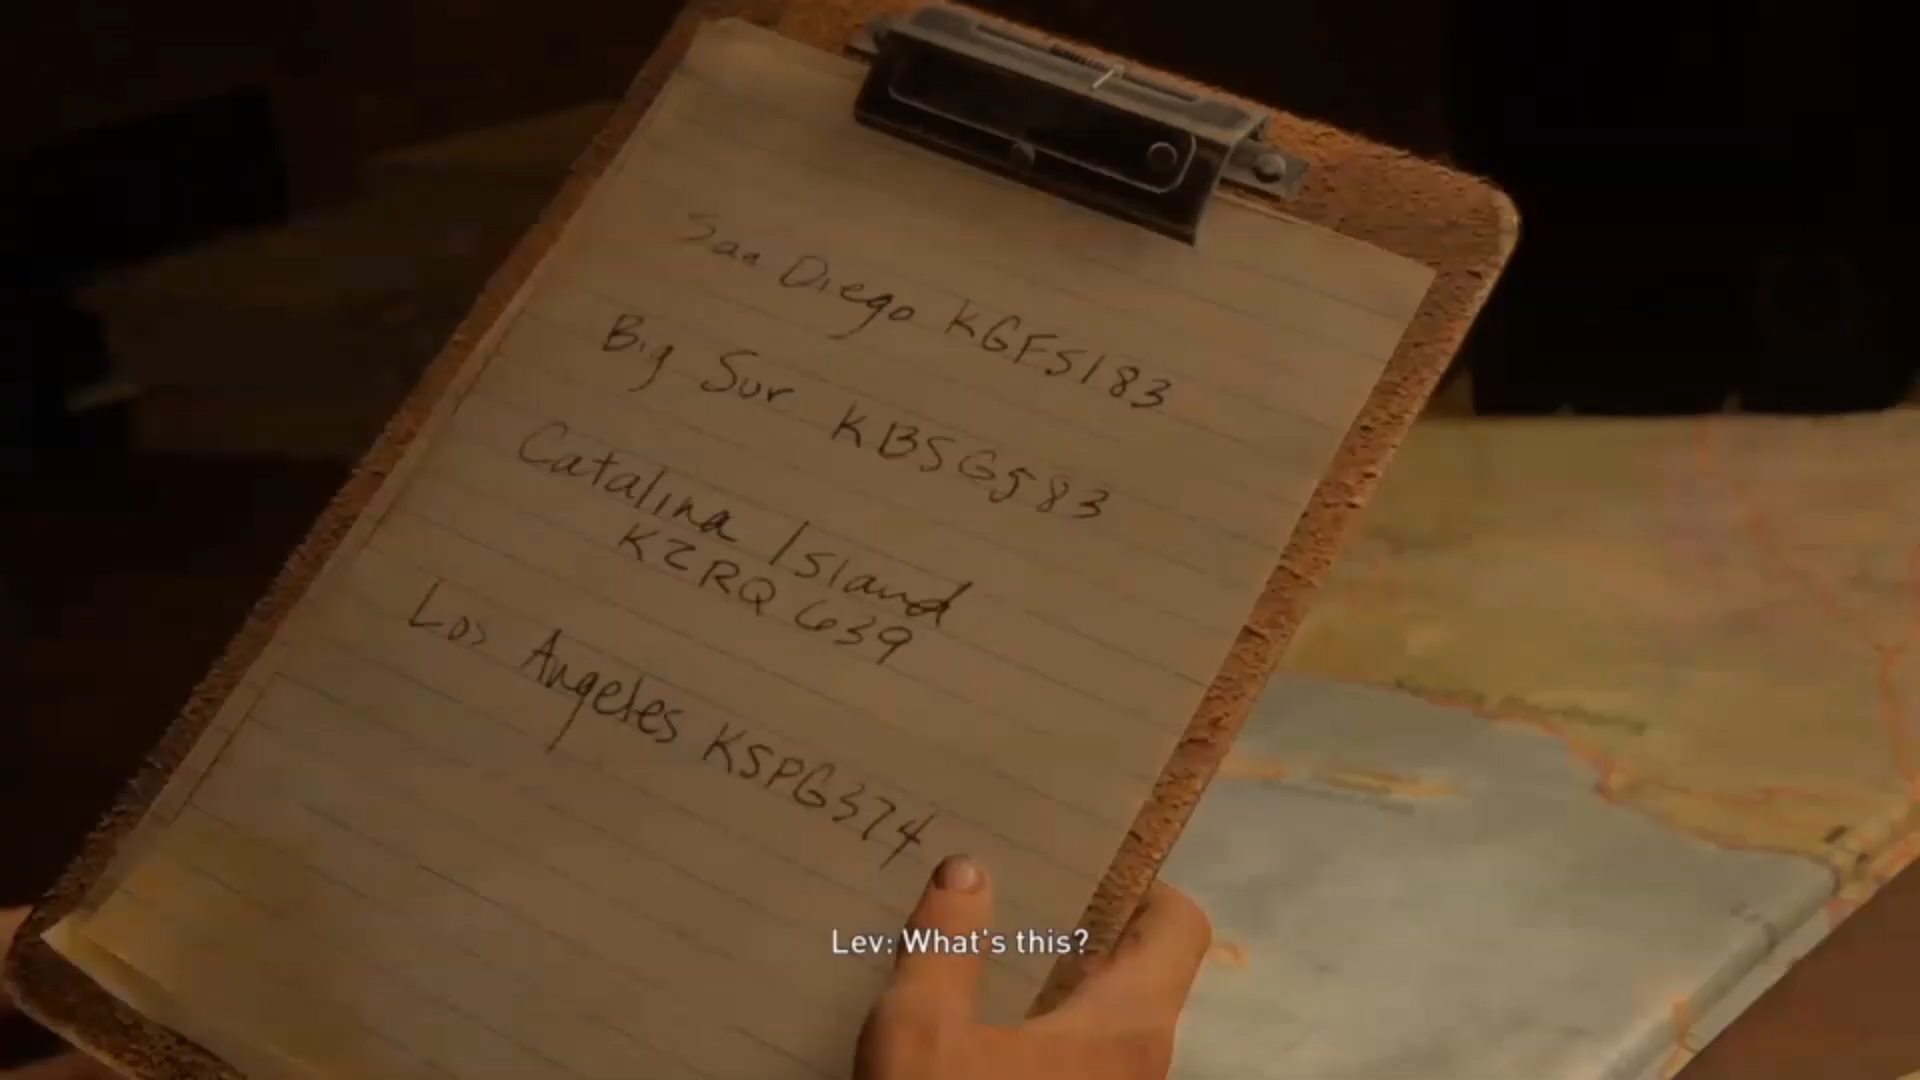 San Diego KGFS183
Big Sur KBSG583
Catalina Island
KZRQ639
Los Angeles KSPG374
Lev: What's this?